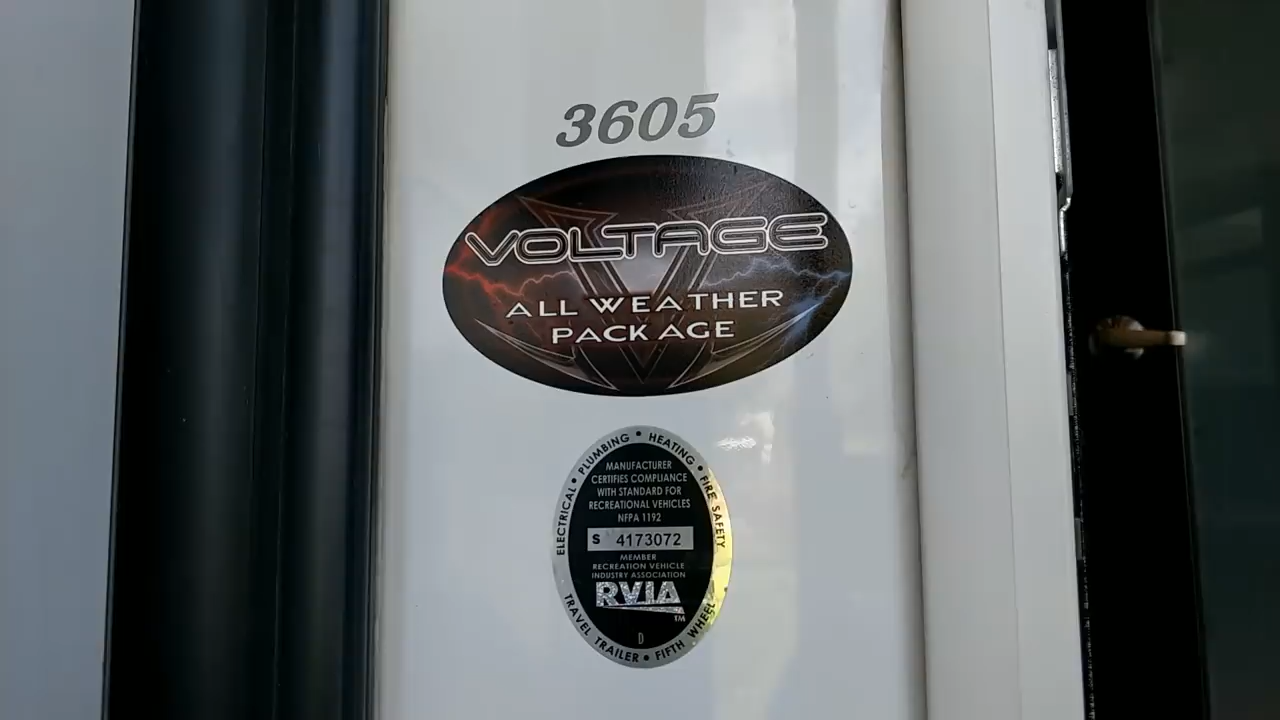 3605
VOLTAGE
ALL WEATHER
PACKAGE
ELECTRICAL • PLUMBING • HEATING • FIRE SAFETY
MANUFACTURER
CERTIFIES COMPLIANCE
WITH STANDARD FOR
RECREATIONAL VEHICLES
NFPA 1192
S 4173072
MEMBER
RECREATION VEHICLE
INDUSTRY ASSOCIATION
RVIA
TM
D
TRAVEL TRAILER • FIFTH WHEEL